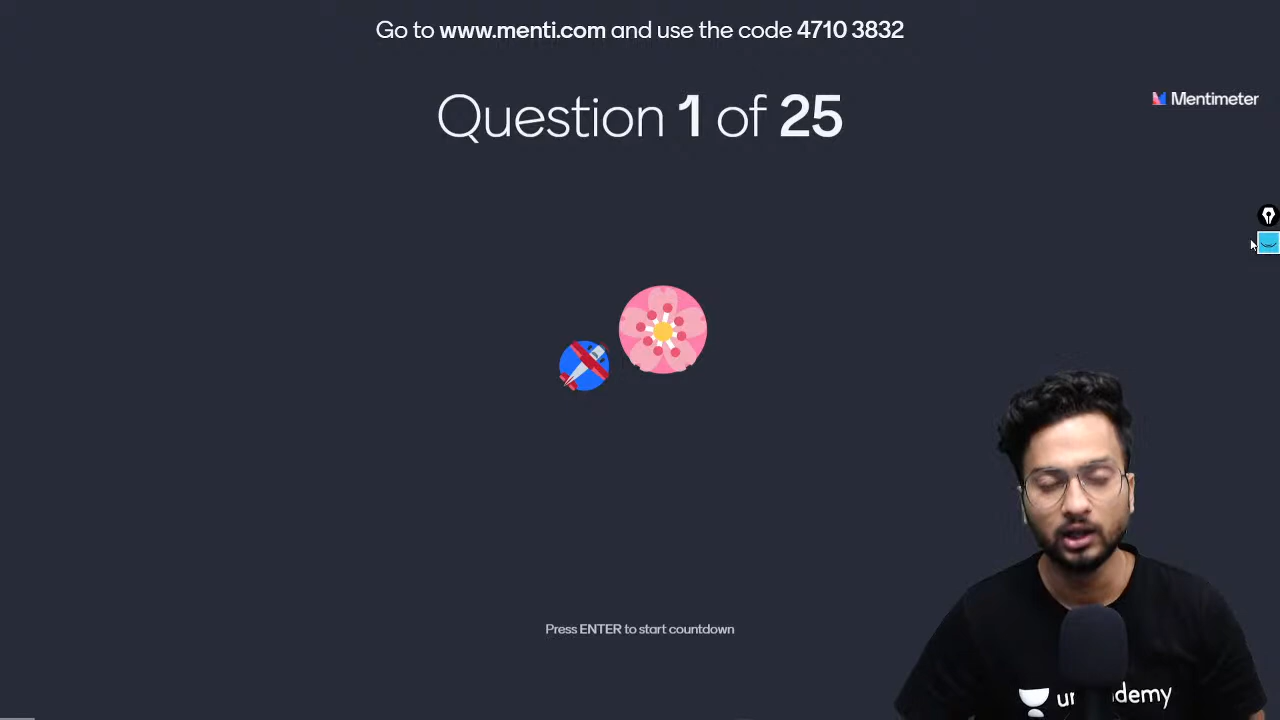 Go to www.menti.com and use the code 4710 3832
Question 1 of 25
Mentimeter
Press ENTER to start countdown